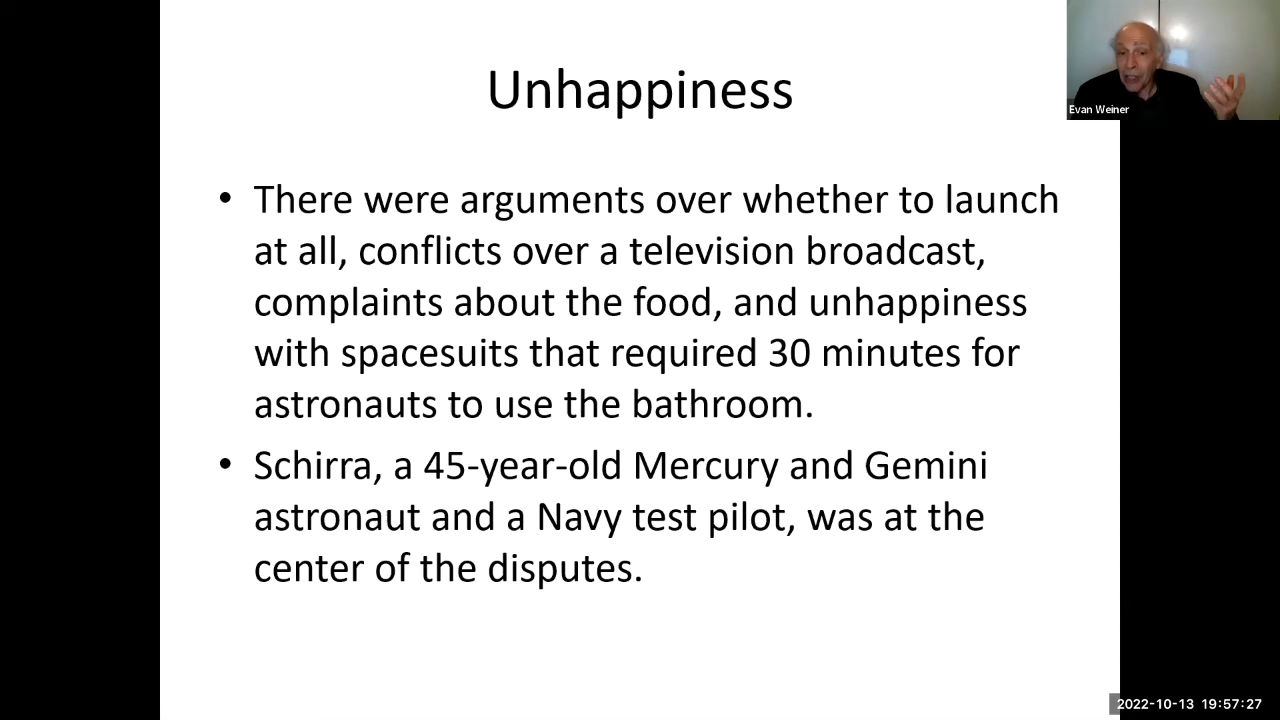 Unhappiness
Evan Weiner
• There were arguments over whether to launch
at all, conflicts over a television broadcast,
complaints about the food, and unhappiness
with spacesuits that required 30 minutes for
astronauts to use the bathroom.
• Schirra, a 45-year-old Mercury and Gemini
astronaut and a Navy test pilot, was at the
center of the disputes.
2022-10-13 19:57:27